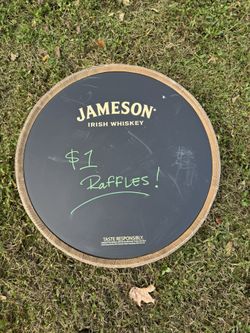 JAMESON®
IRISH WHISKEY
$1
RAFFLES!
TASTE RESPONSIBLY.